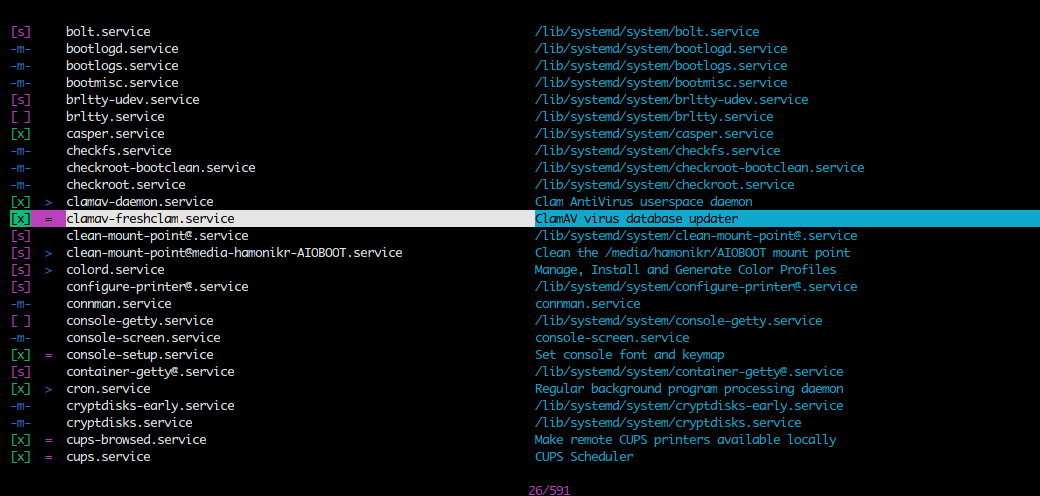 [s] bolt.service /lib/systemd/system/bolt.service
-m- bootlogd.service /lib/systemd/system/bootlogd.service
-m- bootlogs.service /lib/systemd/system/bootlogs.service
-m- bootmisc.service /lib/systemd/system/bootmisc.service
[s] brltty-udev.service /lib/systemd/system/brltty-udev.service
[ ] brltty.service /lib/systemd/system/brltty.service
[x] casper.service /lib/systemd/system/casper.service
-m- checkfs.service /lib/systemd/system/checkfs.service
-m- checkroot-bootclean.service /lib/systemd/system/checkroot-bootclean.service
-m- checkroot.service /lib/systemd/system/checkroot.service
[x] > clamav-daemon.service Clam AntiVirus userspace daemon
[x] = clamav-freshclam.service ClamAV virus database updater
[s] clean-mount-point@.service /lib/systemd/system/clean-mount-point@.service
[s] > clean-mount-point@media-hamonikr-AIOBOOT.service Clean the /media/hamonikr/AIOBOOT mount point
[s] > colord.service Manage, Install and Generate Color Profiles
[s] configure-printer@.service /lib/systemd/system/configure-printer@.service
-m- connman.service connman.service
[ ] console-getty.service /lib/systemd/system/console-getty.service
-m- console-screen.service console-screen.service
[x] = console-setup.service Set console font and keymap
[s] container-getty@.service /lib/systemd/system/container-getty@.service
[x] > cron.service Regular background program processing daemon
-m- cryptdisks-early.service /lib/systemd/system/cryptdisks-early.service
-m- cryptdisks.service /lib/systemd/system/cryptdisks.service
[x] = cups-browsed.service Make remote CUPS printers available locally
[x] = cups.service CUPS Scheduler
26/591